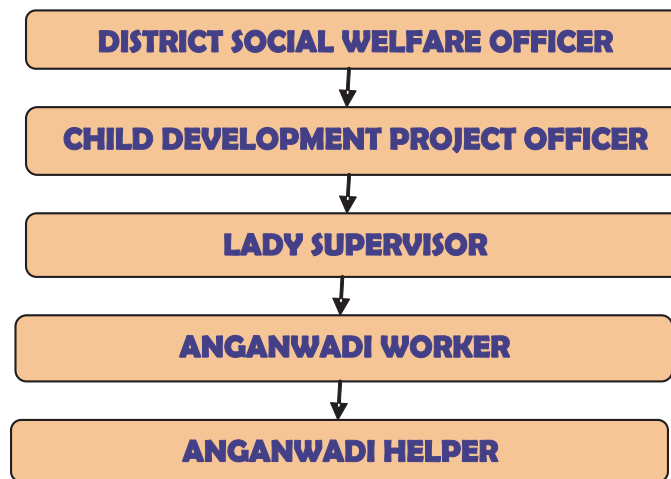 DISTRICT SOCIAL WELFARE OFFICER
CHILD DEVELOPMENT PROJECT OFFICER
LADY SUPERVISOR
ANGANWADI WORKER
ANGANWADI HELPER